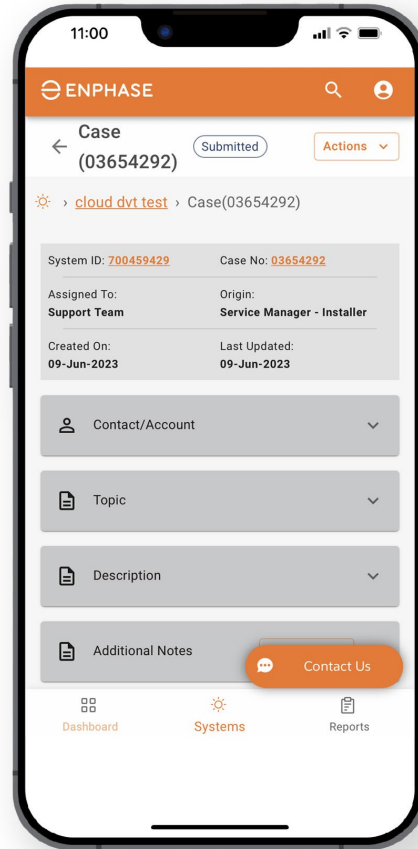 11:00
ENPHASE
Case
(03654292)
Submitted
Actions
› cloud dvt test › Case(03654292)
System ID: 700459429 Case No: 03654292
Assigned To: Origin:
Support Team Service Manager - Installer
Created On: Last Updated:
09-Jun-2023 09-Jun-2023
Contact/Account
Topic
Description
Additional Notes
Contact Us
Dashboard Systems Reports